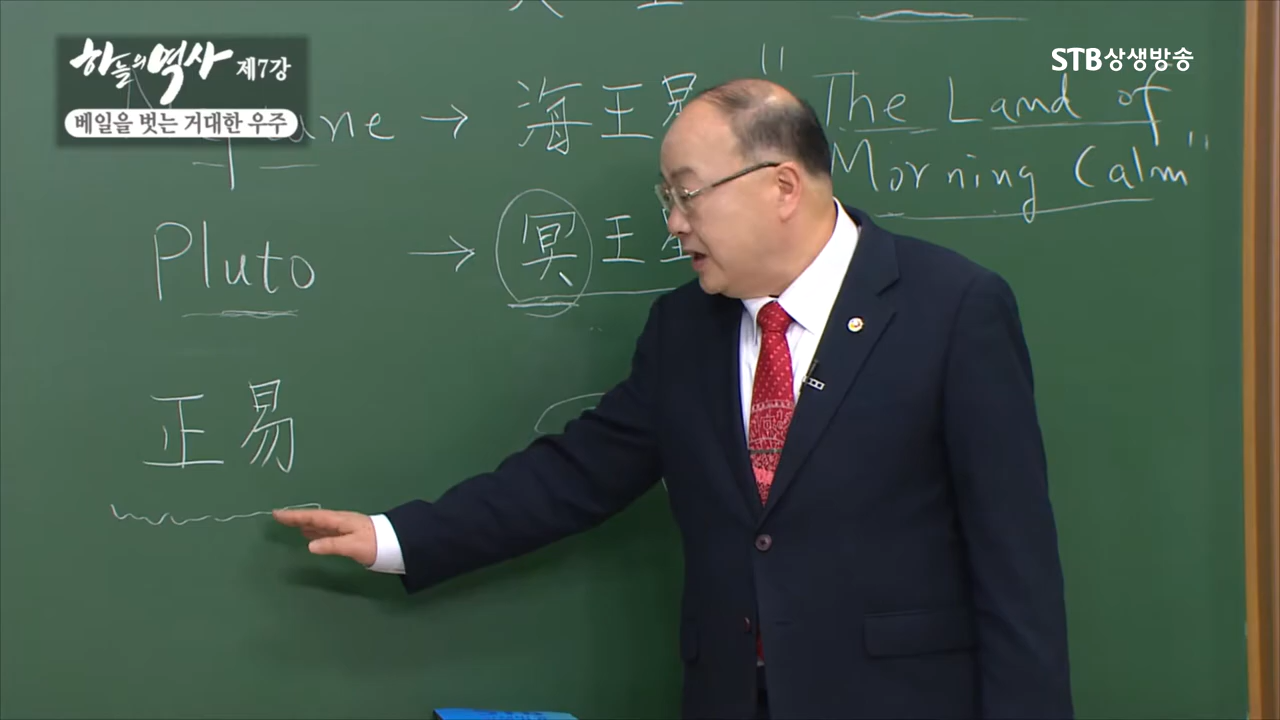 하늘의 역사 제7강
베일을 벗는 거대한 우주
STB상생방송
→ 海王星
"The Land of
Morning Calm"
Pluto → 冥王星
正易